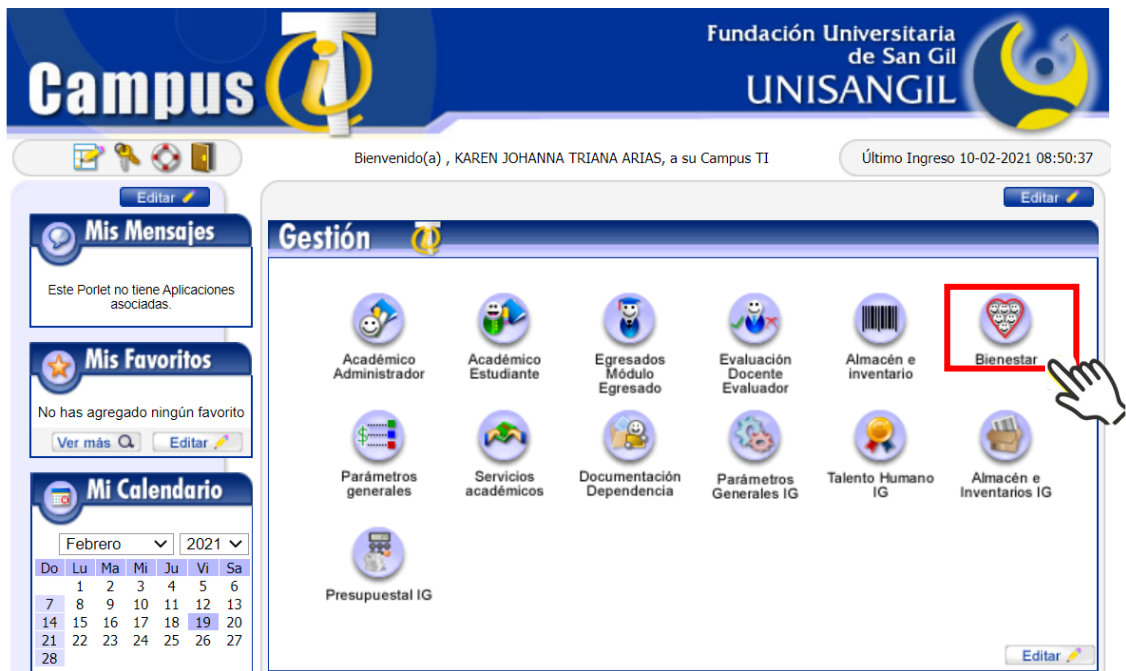 Campus TI
Fundación Universitaria
de San Gil
UNISANGIL
Bienvenido(a) , KAREN JOHANNA TRIANA ARIAS, a su Campus TI
Último Ingreso 10-02-2021 08:50:37
Editar
Mis Mensajes
Este Porlet no tiene Aplicaciones
asociadas.
Mis Favoritos
No has agregado ningún favorito
Ver más
Editar
Mi Calendario
Febrero 2021
Do Lu Ma Mi Ju Vi Sa
1 2 3 4 5 6
7 8 9 10 11 12 13
14 15 16 17 18 19 20
21 22 23 24 25 26 27
28
Editar
Gestión TI
Académico
Administrador
Académico
Estudiante
Egresados
Módulo
Egresado
Evaluación
Docente
Evaluador
Almacén e
inventario
Bienestar
$
Parámetros
generales
Servicios
académicos
Documentación
Dependencia
Parámetros
Generales IG
Talento Humano
IG
Almacén e
Inventarios IG
Presupuestal IG
Editar